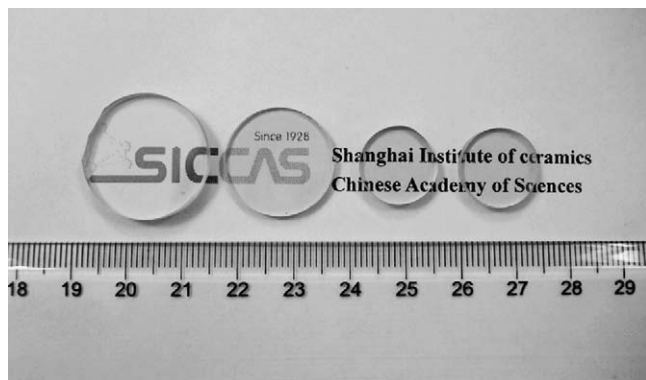 Since 1928
SICCAS
Shanghai Institute of ceramics
Chinese Academy of Sciences
18 19 20 21 22 23 24 25 26 27 28 29